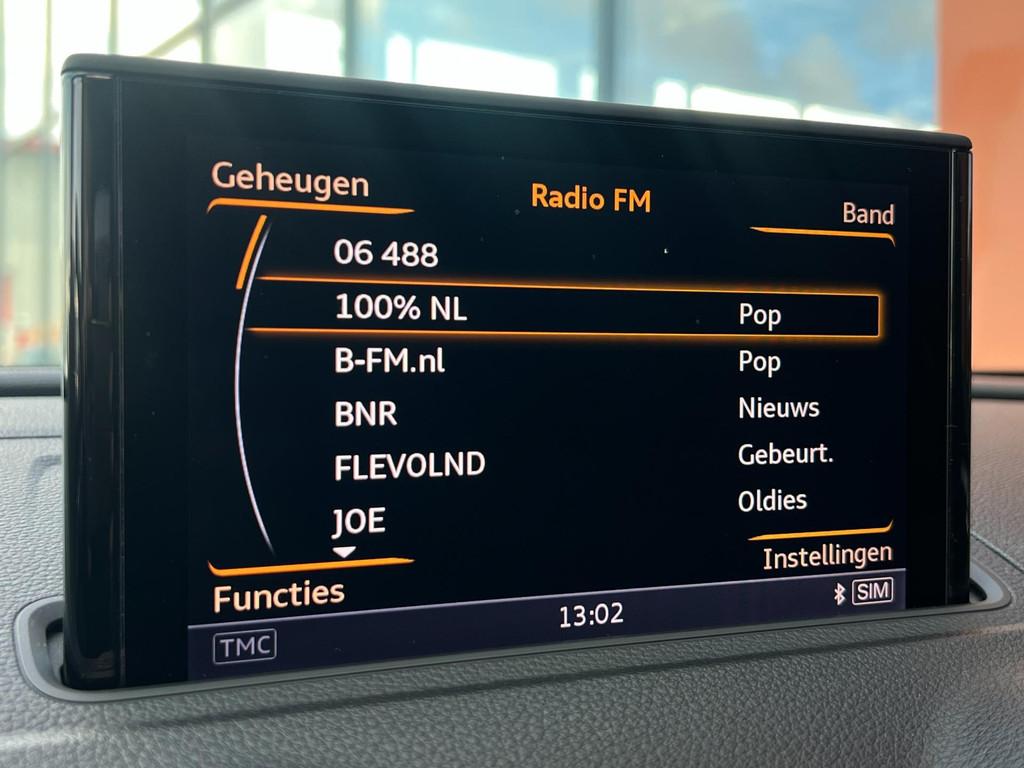 Geheugen
Radio FM
Band
06 488
100% NL Pop
B-FM.nl Pop
BNR Nieuws
FLEVOLND Gebeurt.
JOE Oldies
Instellingen
Functies
TMC 13:02 SIM